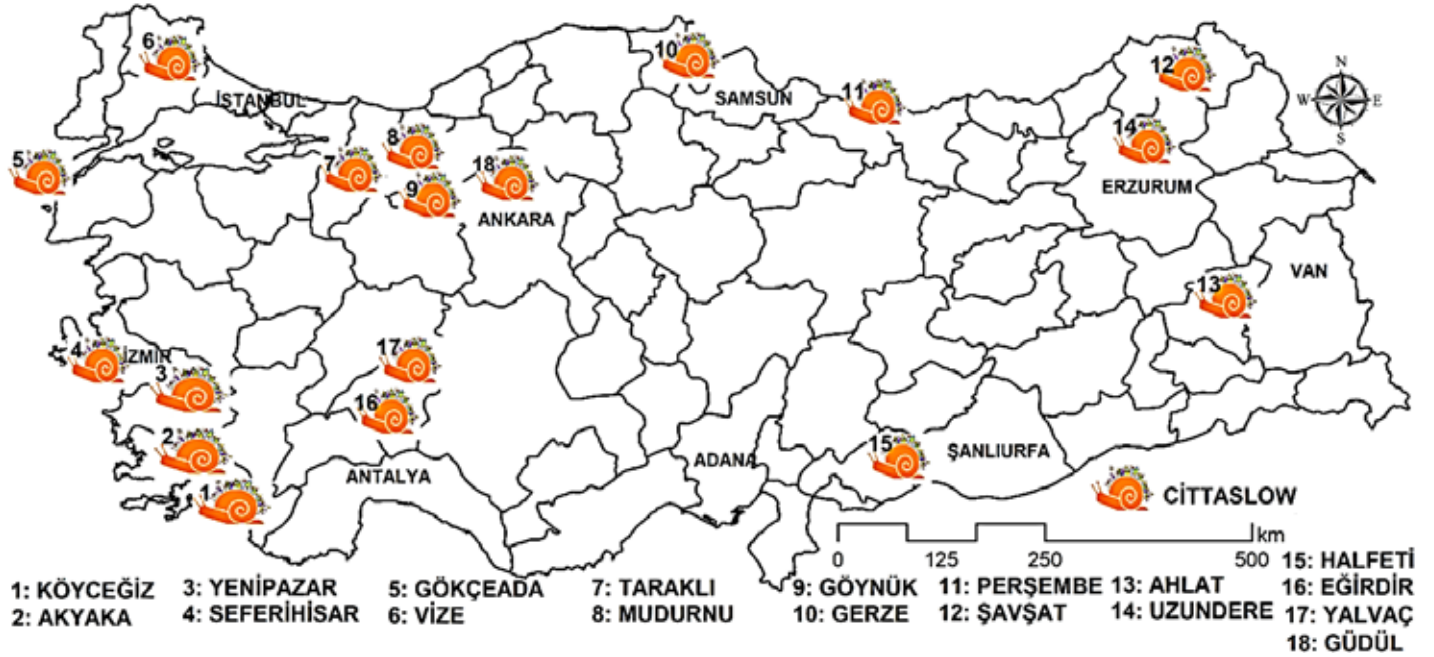 6
10
12
N
İSTANBUL
SAMSUN
11
W E
S
8
14
5
7
18
9
ERZURUM
ANKARA
VAN
13
4
İZMİR
17
3
16
2
15
ŞANLIURFA
ADANA
ANTALYA
1
CİTTASLOW
km
0 125 250 500
1: KÖYCEĞİZ
2: AKYAKA
3: YENİPAZAR
4: SEFERİHİSAR
5: GÖKÇEADA
6: VİZE
7: TARAKLI
8: MUDURNU
9: GÖYNÜK
10: GERZE
11: PERŞEMBE
12: ŞAVŞAT
13: AHLAT
14: UZUNDERE
15: HALFETİ
16: EĞİRDİR
17: YALVAÇ
18: GÜDÜL